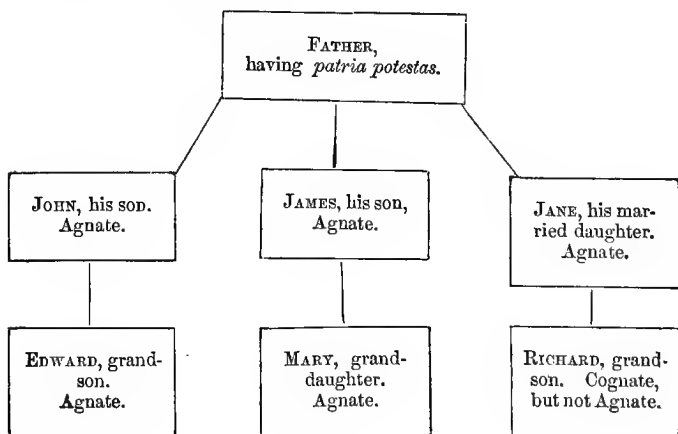 FATHER,
having patria potestas.
JOHN, his son.
Agnate.
JAMES, his son,
Agnate.
JANE, his mar-
ried daughter.
Agnate.
EDWARD, grand-
son.
Agnate.
MARY, grand-
daughter.
Agnate.
RICHARD, grand-
son. Cognate,
but not Agnate.